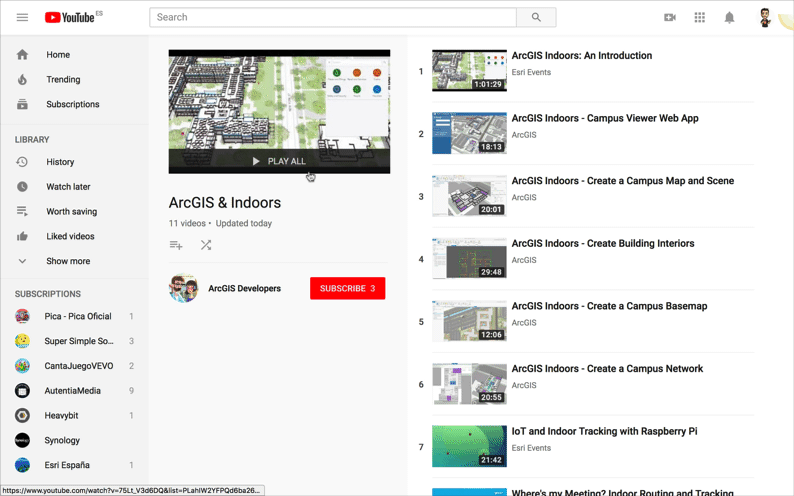 YouTube ES
Search
Home
Trending
Subscriptions
LIBRARY
History
Watch later
Worth saving
Liked videos
Show more
SUBSCRIPTIONS
Pica - Pica Oficial 1
Super Simple So... 3
CantaJuegoVEVO 2
AutentiaMedia 9
Heavybit 1
Synology
Esri España 1
https://www.youtube.com/watch?v=75Lt_V3d6DQ&list=PLahIW2YFPQd6ba26...
PLAY ALL
ArcGIS & Indoors
11 videos • Updated today
ArcGIS Developers
SUBSCRIBE 3
1
1:01:29
ArcGIS Indoors: An Introduction
Esri Events
2
18:13
ArcGIS Indoors - Campus Viewer Web App
ArcGIS
3
20:01
ArcGIS Indoors - Create a Campus Map and Scene
ArcGIS
4
29:48
ArcGIS Indoors - Create Building Interiors
ArcGIS
5
12:06
ArcGIS Indoors - Create a Campus Basemap
ArcGIS
6
20:55
ArcGIS Indoors - Create a Campus Network
ArcGIS
7
21:42
IoT and Indoor Tracking with Raspberry Pi
Esri Events
Where's my Meeting? Indoor Routing and Tracking